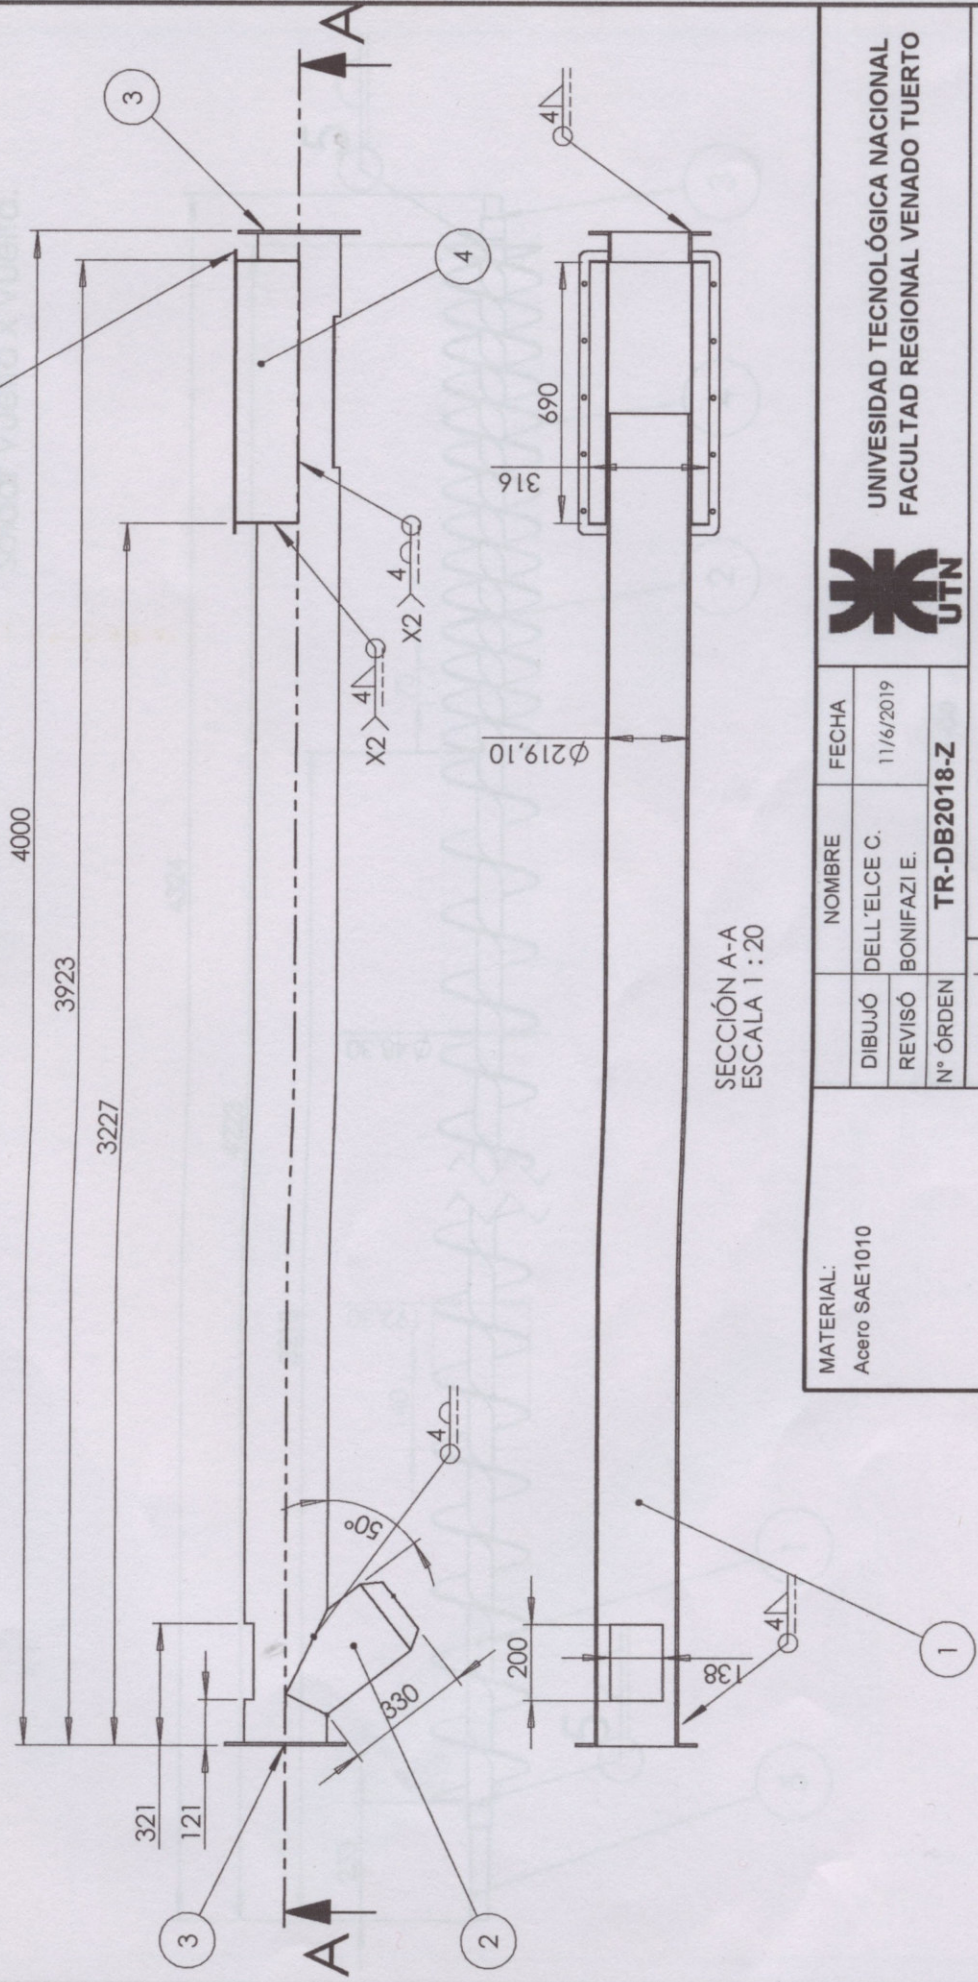 4000
3923
3227
321
121
3
3
4
2
A
A
50°
330
4
X2
4
X2
4
4
690
316
Ø219,10
200
138
4
1
SECCIÓN A-A
ESCALA 1 : 20
MATERIAL:
Acero SAE1010
NOMBRE FECHA
DIBUJÓ DELL'ELCE C. 11/6/2019
REVISÓ BONIFAZI E.
N° ÓRDEN TR-DB2018-Z
UTN
UNIVESIDAD TECNOLÓGICA NACIONAL
FACULTAD REGIONAL VENADO TUERTO